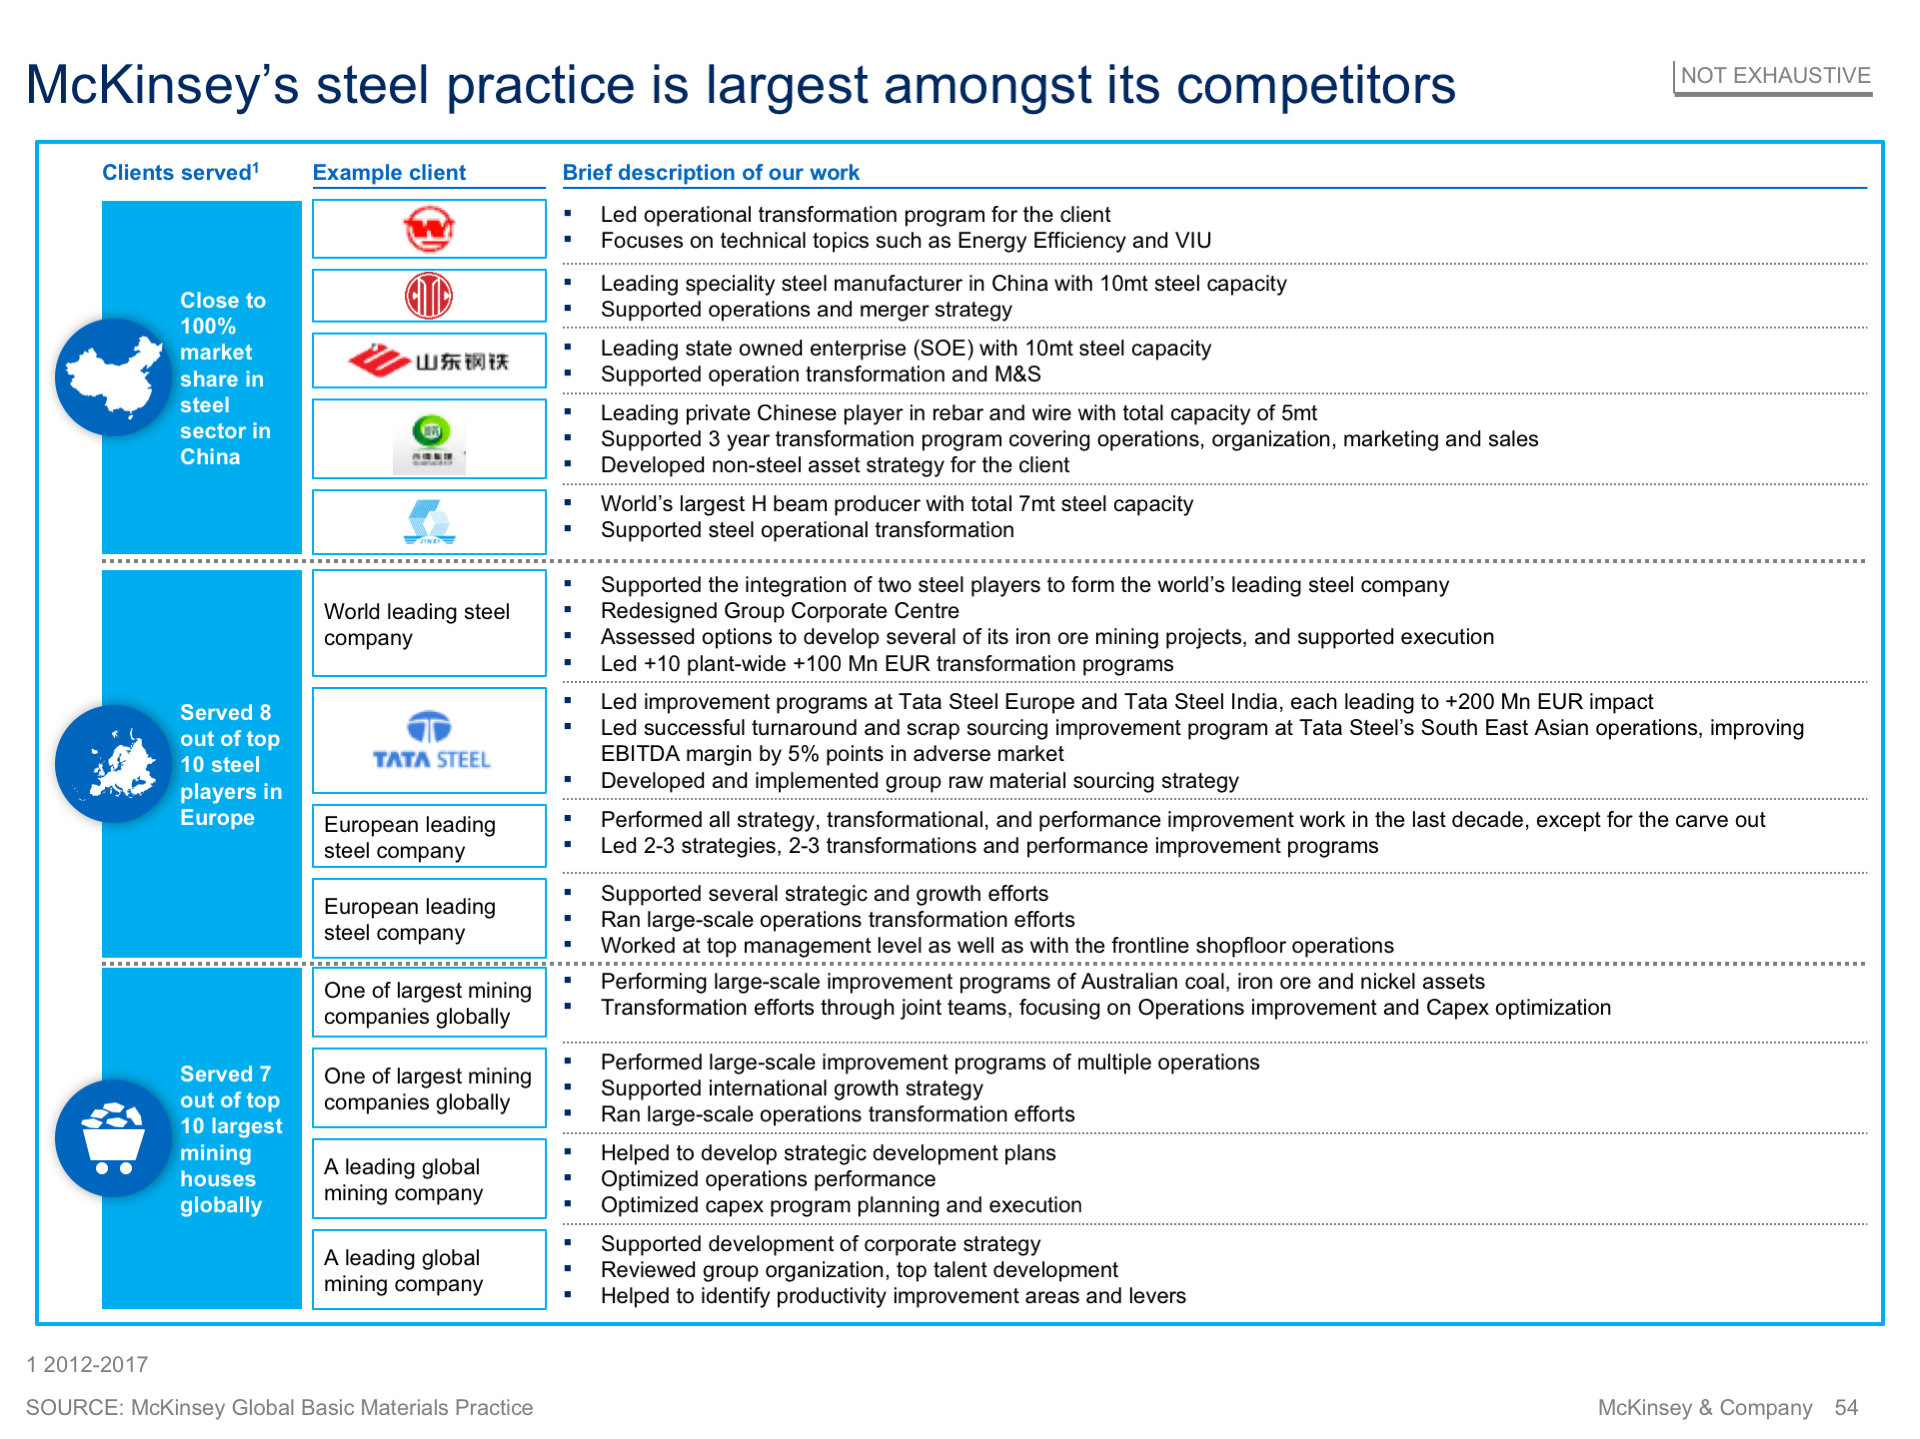 McKinsey’s steel practice is largest amongst its competitors
NOT EXHAUSTIVE
Clients served1
Example client
Brief description of our work
Close to
100%
market
share in
steel
sector in
China
▪ Led operational transformation program for the client
▪ Focuses on technical topics such as Energy Efficiency and VIU
CITIC
▪ Leading speciality steel manufacturer in China with 10mt steel capacity
▪ Supported operations and merger strategy
山东钢铁
▪ Leading state owned enterprise (SOE) with 10mt steel capacity
▪ Supported operation transformation and M&S
▪ Leading private Chinese player in rebar and wire with total capacity of 5mt
▪ Supported 3 year transformation program covering operations, organization, marketing and sales
▪ Developed non-steel asset strategy for the client
JINXI
▪ World’s largest H beam producer with total 7mt steel capacity
▪ Supported steel operational transformation
Served 8
out of top
10 steel
players in
Europe
World leading steel
company
▪ Supported the integration of two steel players to form the world’s leading steel company
▪ Redesigned Group Corporate Centre
▪ Assessed options to develop several of its iron ore mining projects, and supported execution
▪ Led +10 plant-wide +100 Mn EUR transformation programs
TATA STEEL
▪ Led improvement programs at Tata Steel Europe and Tata Steel India, each leading to +200 Mn EUR impact
▪ Led successful turnaround and scrap sourcing improvement program at Tata Steel’s South East Asian operations, improving
EBITDA margin by 5% points in adverse market
▪ Developed and implemented group raw material sourcing strategy
European leading
steel company
▪ Performed all strategy, transformational, and performance improvement work in the last decade, except for the carve out
▪ Led 2-3 strategies, 2-3 transformations and performance improvement programs
European leading
steel company
▪ Supported several strategic and growth efforts
▪ Ran large-scale operations transformation efforts
▪ Worked at top management level as well as with the frontline shopfloor operations
Served 7
out of top
10 largest
mining
houses
globally
One of largest mining
companies globally
▪ Performing large-scale improvement programs of Australian coal, iron ore and nickel assets
▪ Transformation efforts through joint teams, focusing on Operations improvement and Capex optimization
One of largest mining
companies globally
▪ Performed large-scale improvement programs of multiple operations
▪ Supported international growth strategy
▪ Ran large-scale operations transformation efforts
A leading global
mining company
▪ Helped to develop strategic development plans
▪ Optimized operations performance
▪ Optimized capex program planning and execution
A leading global
mining company
▪ Supported development of corporate strategy
▪ Reviewed group organization, top talent development
▪ Helped to identify productivity improvement areas and levers
1 2012-2017
SOURCE: McKinsey Global Basic Materials Practice
McKinsey & Company 54